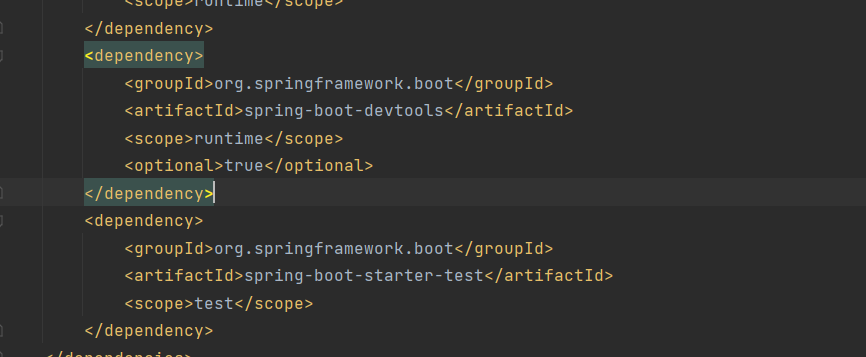 <scope>runtime</scope>
</dependency>
<dependency>
<groupId>org.springframework.boot</groupId>
<artifactId>spring-boot-devtools</artifactId>
<scope>runtime</scope>
<optional>true</optional>
</dependency>
<dependency>
<groupId>org.springframework.boot</groupId>
<artifactId>spring-boot-starter-test</artifactId>
<scope>test</scope>
</dependency>
</dependencies>